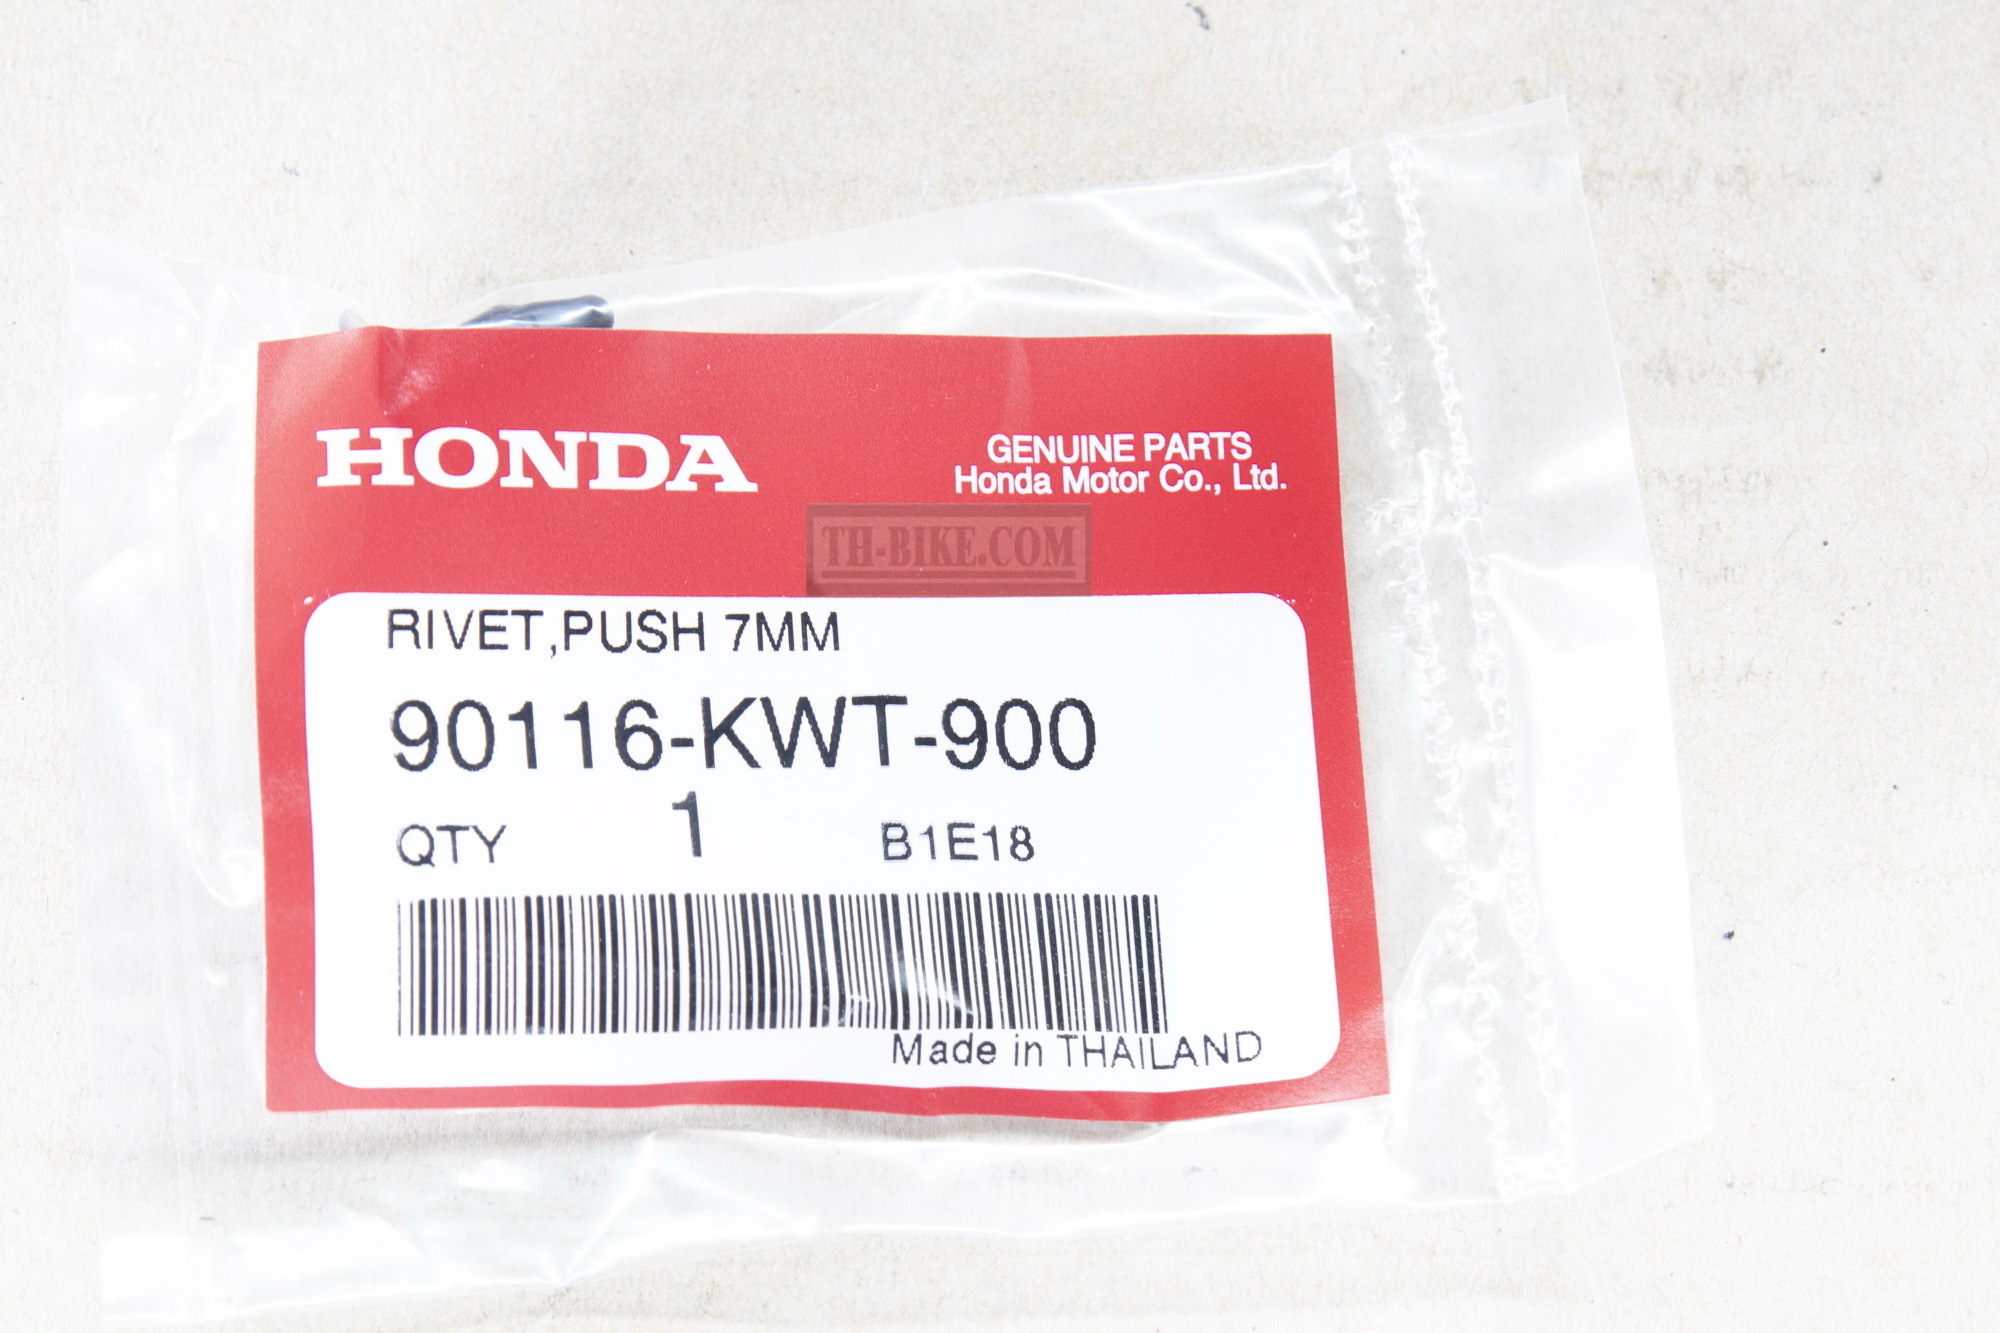 HONDA
GENUINE PARTS
Honda Motor Co., Ltd.
TH-BIKE.COM
RIVET,PUSH 7MM
90116-KWT-900
QTY 1 B1E18
Made in THAILAND